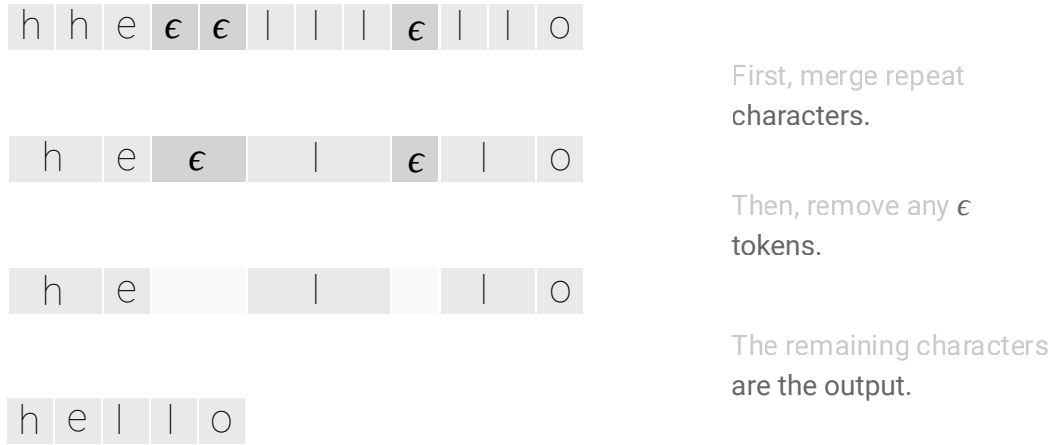 h h e ϵ ϵ l l l ϵ l l o
First, merge repeat
characters.
h e ϵ l ϵ l o
Then, remove any ϵ
tokens.
h e l l o
The remaining characters
are the output.
h e l l o